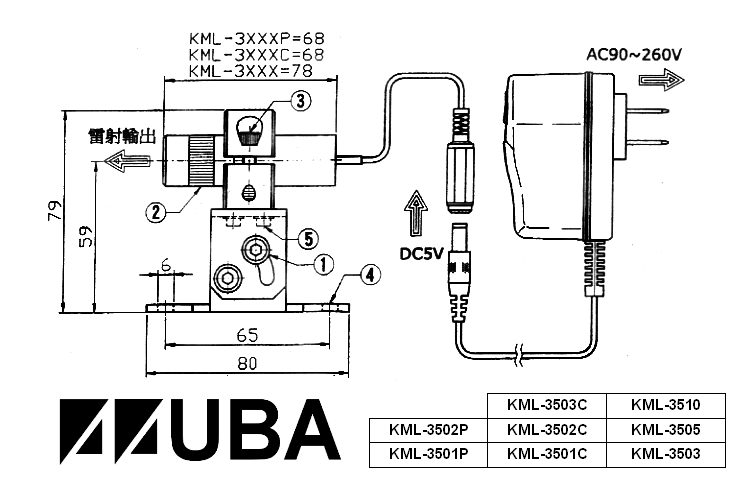 KML-3XXXP=68
KML-3XXXC=68
KML-3XXX=78
AC90~260V
3
雷射輸出
2
79
59
5
DC5V
1
6
4
65
80
UBA
KML-3503C KML-3510
KML-3502P KML-3502C KML-3505
KML-3501P KML-3501C KML-3503